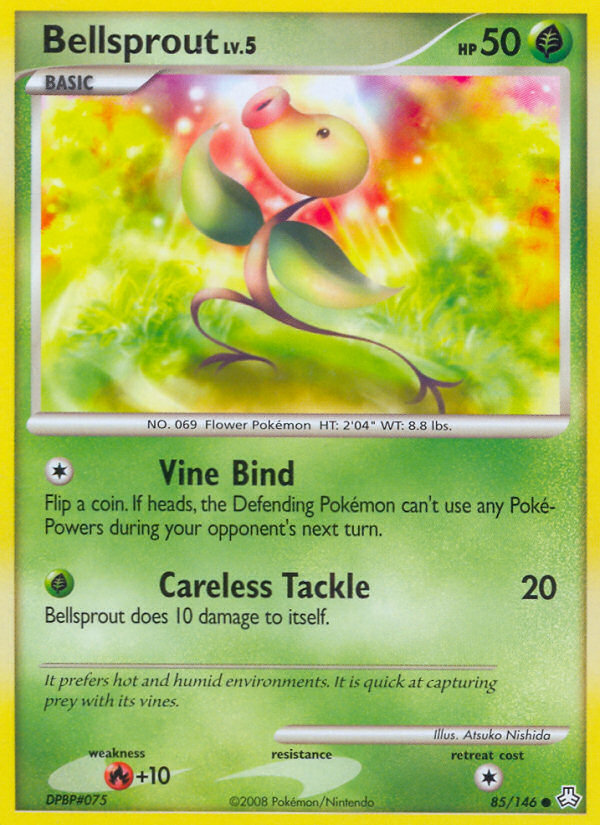 Bellsprout LV.5 HP 50
BASIC
NO. 069 Flower Pokémon HT: 2'04" WT: 8.8 lbs.
Vine Bind
Flip a coin. If heads, the Defending Pokémon can't use any Poké-
Powers during your opponent's next turn.
Careless Tackle 20
Bellsprout does 10 damage to itself.
It prefers hot and humid environments. It is quick at capturing
prey with its vines.
Illus. Atsuko Nishida
weakness resistance retreat cost
+10
DPBP#075 ©2008 Pokémon/Nintendo 85/146